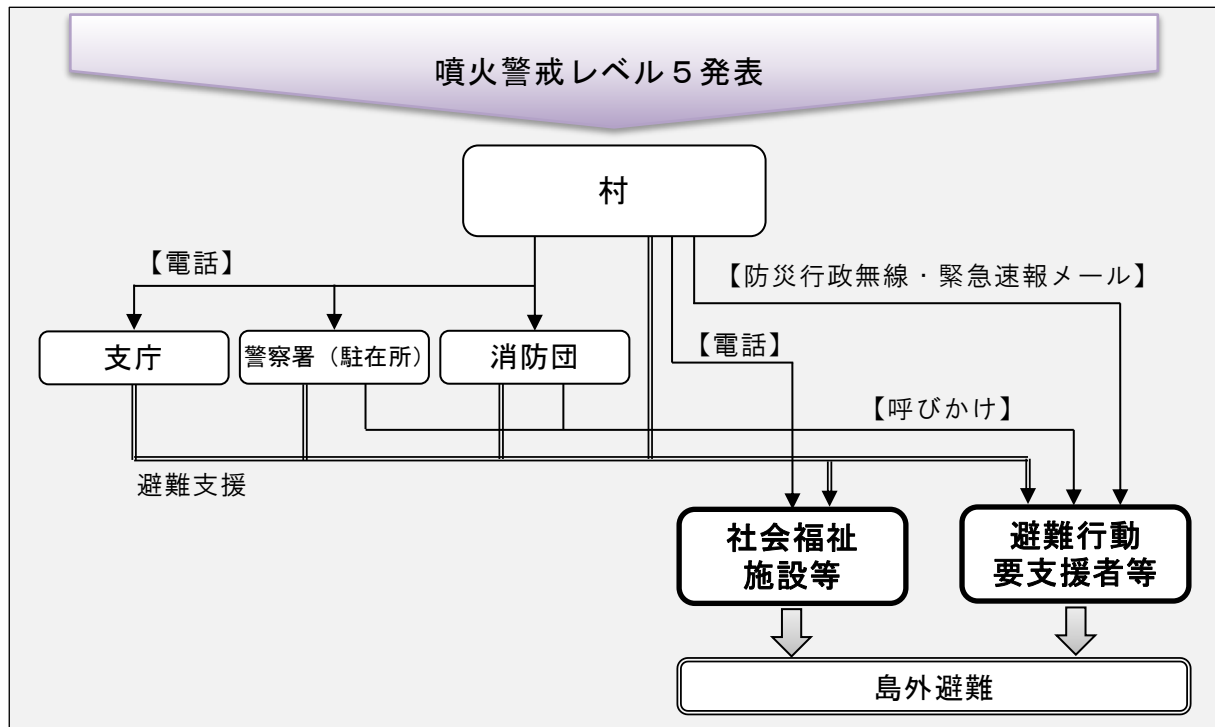 噴火警戒レベル５発表
村
【電話】
【防災行政無線・緊急速報メール】
支庁
警察署（駐在所）
消防団
【電話】
【呼びかけ】
避難支援
社会福祉
施設等
避難行動
要支援者等
島外避難